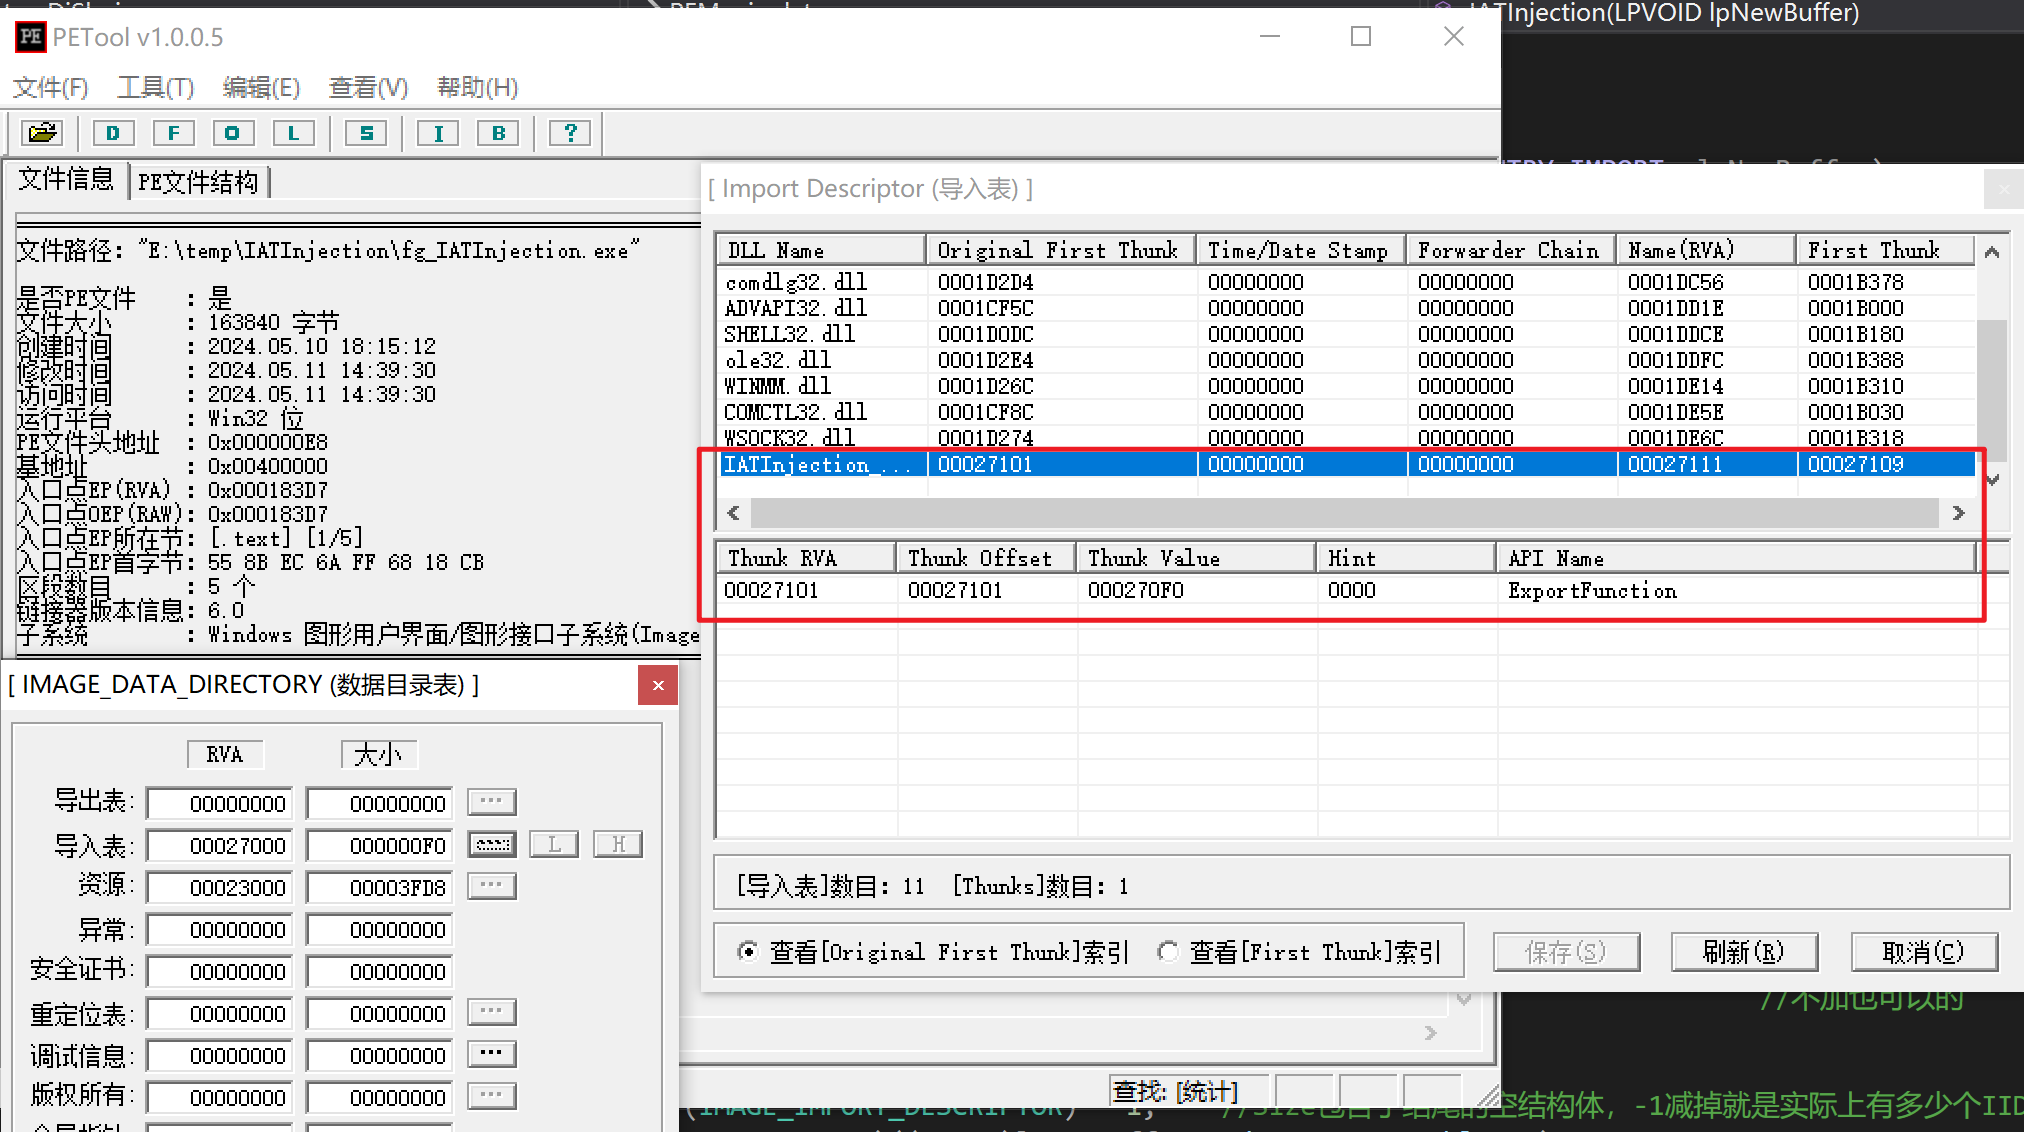 IATInjection(LPVOID lpNewBuffer)
PETool v1.0.0.5
文件(F) 工具(T) 编辑(E) 查看(V) 帮助(H)
D F O L S I B ?
文件信息 PE文件结构
文件路径: "E:\temp\IATInjection\fg_IATInjection.exe"
是否PE文件 : 是
文件大小 : 163840 字节
创建时间 : 2024.05.10 18:15:12
修改时间 : 2024.05.11 14:39:30
访问时间 : 2024.05.11 14:39:30
运行平台 : Win32 位
PE文件头地址 : 0x000000E8
基地址 : 0x00400000
入口点EP(RVA) : 0x000183D7
入口点OEP(RAW): 0x000183D7
入口点EP所在节: [.text] [1/5]
入口点EP首字节: 55 8B EC 6A FF 68 18 CB
区段数目 : 5 个
链接器版本信息: 6.0
子系统 : Windows 图形用户界面/图形接口子系统(Image
[ Import Descriptor (导入表) ]
DLL Name Original First Thunk Time/Date Stamp Forwarder Chain Name(RVA) First Thunk
comdlg32.dll 0001D2D4 00000000 00000000 0001DC56 0001B378
ADVAPI32.dll 0001CF5C 00000000 00000000 0001DD1E 0001B000
SHELL32.dll 0001D0DC 00000000 00000000 0001DDCE 0001B180
ole32.dll 0001D2E4 00000000 00000000 0001DDFC 0001B388
WINMM.dll 0001D26C 00000000 00000000 0001DE14 0001B310
COMCTL32.dll 0001CF8C 00000000 00000000 0001DE5E 0001B030
WSOCK32.dll 0001D274 00000000 00000000 0001DE6C 0001B318
IATInjection_... 00027101 00000000 00000000 00027111 00027109
Thunk RVA Thunk Offset Thunk Value Hint API Name
00027101 00027101 000270F0 0000 ExportFunction
[导入表]数目: 11 [Thunks]数目: 1
查看[Original First Thunk]索引 查看[First Thunk]索引 保存(S) 刷新(R) 取消(C)
[ IMAGE_DATA_DIRECTORY (数据目录表) ]
RVA 大小
导出表: 00000000 00000000 ...
导入表: 00027000 000000F0 ... L H
资源: 00023000 00003FD8 ...
异常: 00000000 00000000
安全证书: 00000000 00000000
重定位表: 00000000 00000000 ...
调试信息: 00000000 00000000 ...
版权所有: 00000000 00000000 ...
//不加也可以的
查找: [统计]
(IMAGE_IMPORT_DESCRIPTOR) 1; //Size包含了结尾的空结构体，-1减掉就是实际上有多少个IID